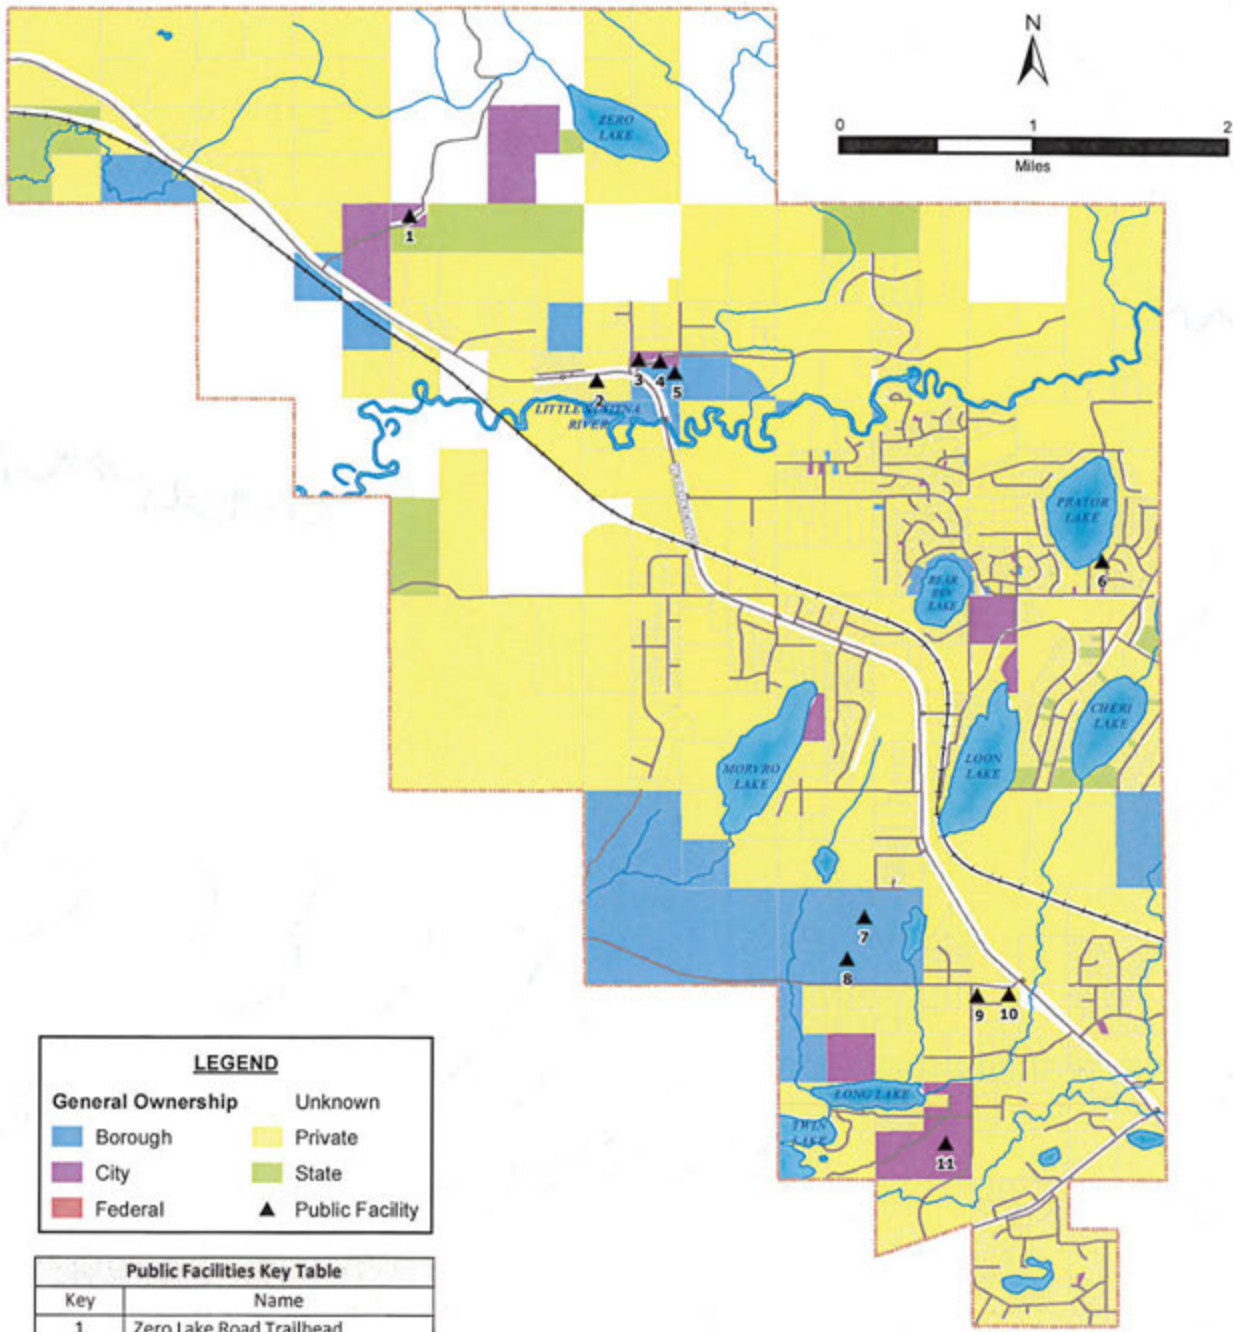 N
0 1 2
Miles
ZERO
LAKE
1
3 4 5
2
LITTLE SUSITNA
RIVER
PRATOR
LAKE
6
BEAR
LAKE
CHERI
LAKE
LOON
LAKE
MORVRO
LAKE
7
8
9 10
LONG LAKE
TWIN
LAKE
11
LEGEND
General Ownership Unknown
Borough Private
City State
Federal Public Facility
Public Facilities Key Table
Key Name
1 Zero Lake Road Trailhead